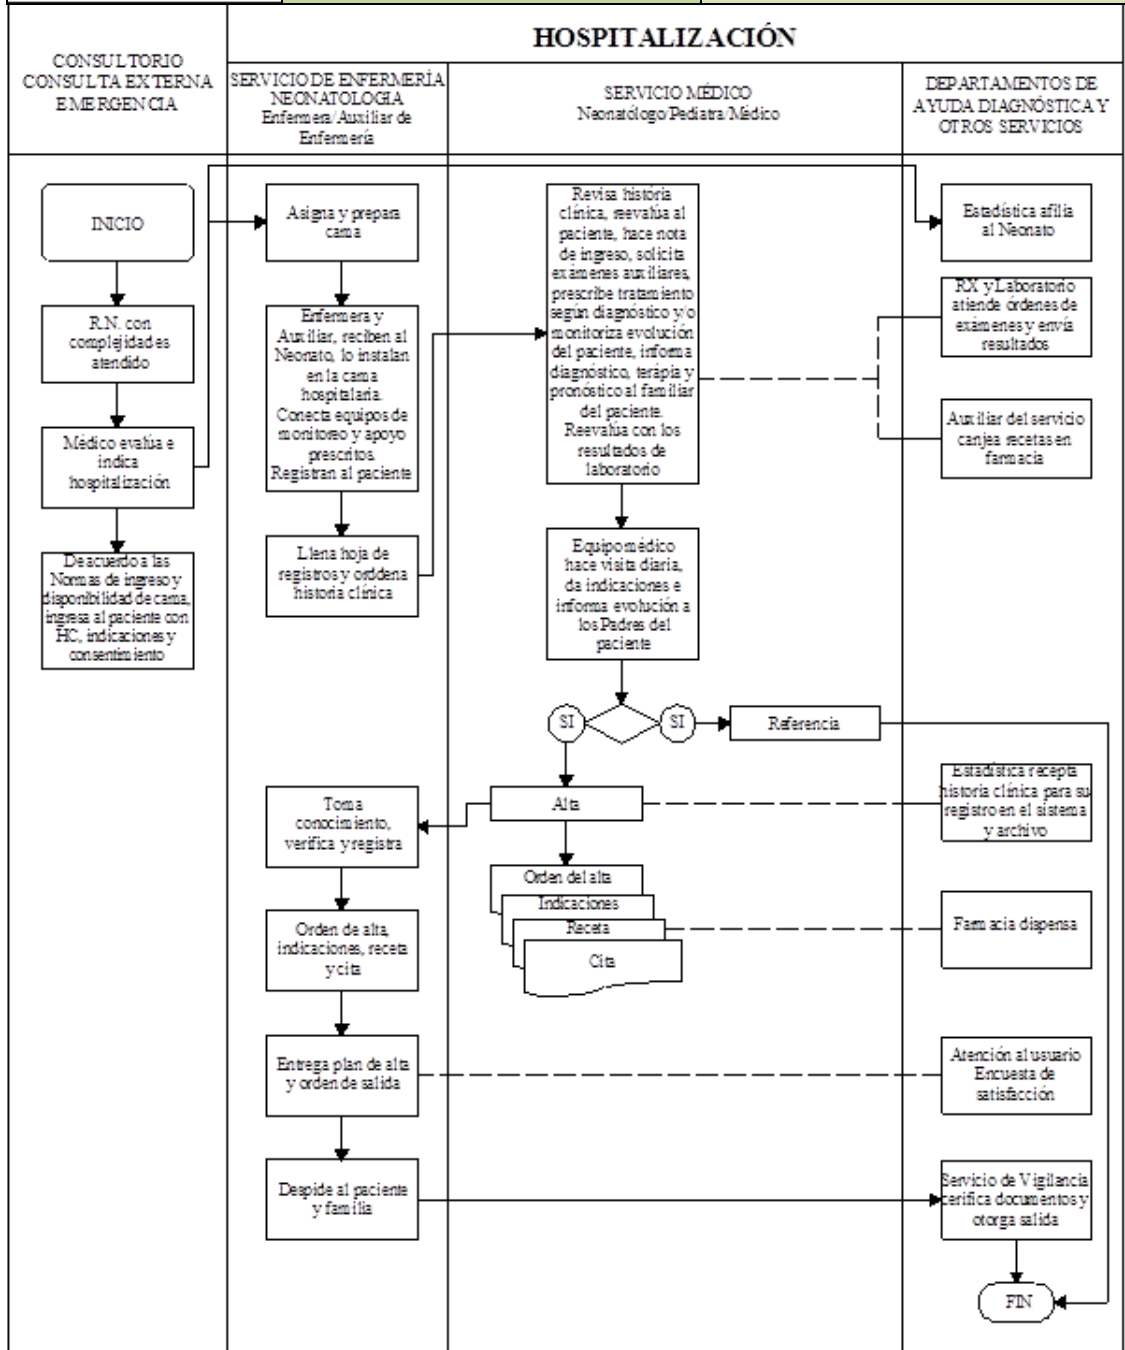 HOSPITALIZACIÓN
CONSULTORIO
CONSULTA EXTERNA
EMERGENCIA
SERVICIO DE ENFERMERÍA
NEONATOLOGIA
Enfermera/Auxiliar de
Enfermería
SERVICIO MÉDICO
Neonatólogo/Pediatra/Médico
DEPARTAMENTOS DE
AYUDA DIAGNÓSTICA Y
OTROS SERVICIOS
INICIO
R.N. con
complejidades
atendido
Médico evalúa e
indica
hospitalización
De acuerdo a las
Normas de ingreso y
disponibilidad de cama,
ingresa al paciente con
HC, indicaciones y
consentimiento
Asigna y prepara
cama
Enfermera y
Auxiliar, reciben al
Neonato, lo instalan
en la cama
hospitalaria.
Conecta equipos de
monitoreo y apoyo
prescritos.
Registran al paciente
Llena hoja de
registros y orddena
historia clínica
Revisa história
clínica, reevalúa al
paciente, hace nota
de ingreso, solicita
exámenes auxiliares,
prescribe tratamiento
según diagnóstico y/o
monitoriza evolución
del paciente, informa
diagnóstico, terápia y
pronóstico al familiar
del paciente.
Reevalúa con los
resultados de
laboratorio
Estadística afilia
al Neonato
RX y Laboratorio
atiende órdenes de
exámenes y envía
resultados
Auxiliar del servicio
canjea recetas en
farmacía
Equipo médico
hace visita diaria,
da indicaciones e
informa evolución a
los Padres del
paciente
SI
SI
Referencia
Alta
Estadística recepta
historia clínica para su
registro en el sistema
y archivo
Toma
conocimiento,
verifica y registra
Orden del alta
Indicaciones
Receta
Cita
Farmacia dispensa
Orden de alta,
indicaciones, receta
y cita
Entrega plan de alta
y orden de salida
Atención al usuario
Encuesta de
satisfacción
Despide al paciente
y familia
Servicio de Vigilancia
cerifica documentos y
otorga salida
FIN